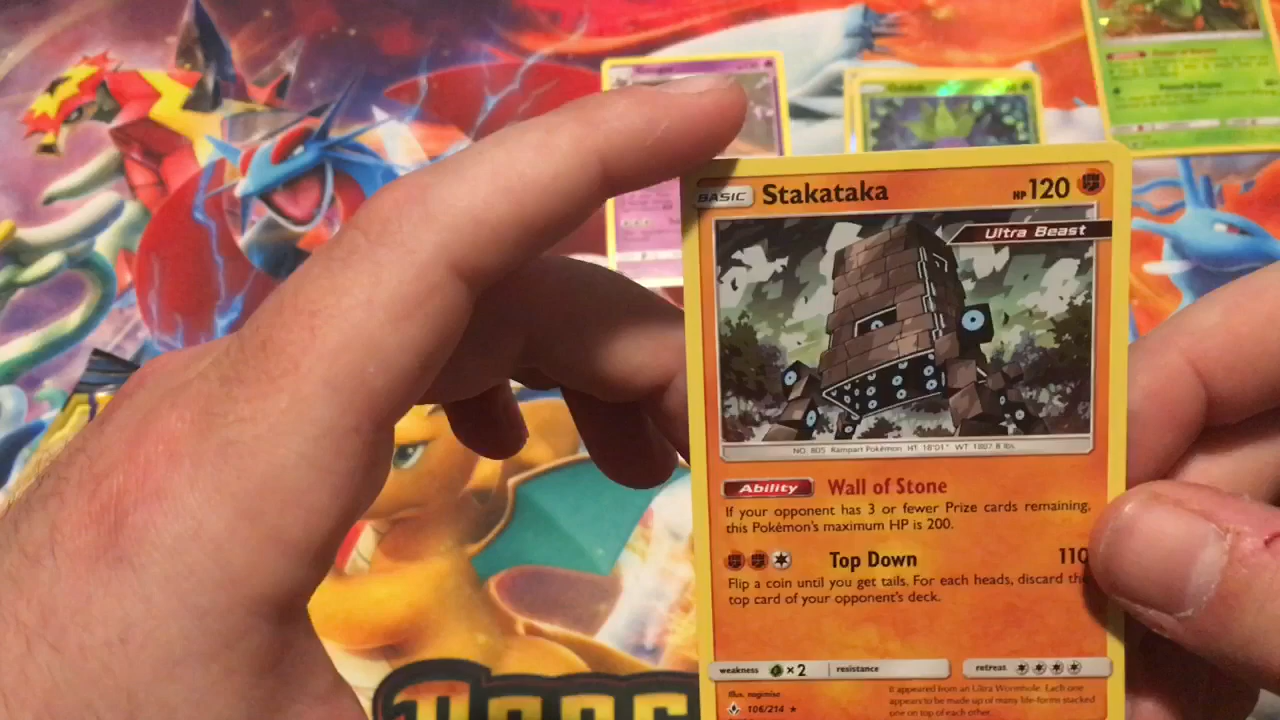 BASIC Stakataka HP 120
Ultra Beast
NO. 805 Rampart Pokémon HT: 18'01" WT: 1807.8 lbs.
Ability Wall of Stone
If your opponent has 3 or fewer Prize cards remaining,
this Pokémon's maximum HP is 200.
Top Down 110
Flip a coin until you get tails. For each heads, discard the
top card of your opponent's deck.
weakness ×2 resistance retreat
Illus. nagimiso
106/214 ★
It appeared from an Ultra Wormhole. Each one
appears to be made up of many life-forms stacked
one on top of each other.